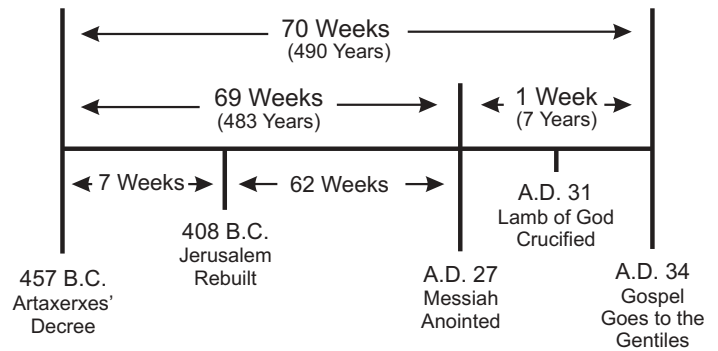 70 Weeks
(490 Years)
69 Weeks
(483 Years)
1 Week
(7 Years)
7 Weeks
62 Weeks
457 B.C.
Artaxerxes’
Decree
408 B.C.
Jerusalem
Rebuilt
A.D. 27
Messiah
Anointed
A.D. 31
Lamb of God
Crucified
A.D. 34
Gospel
Goes to the
Gentiles